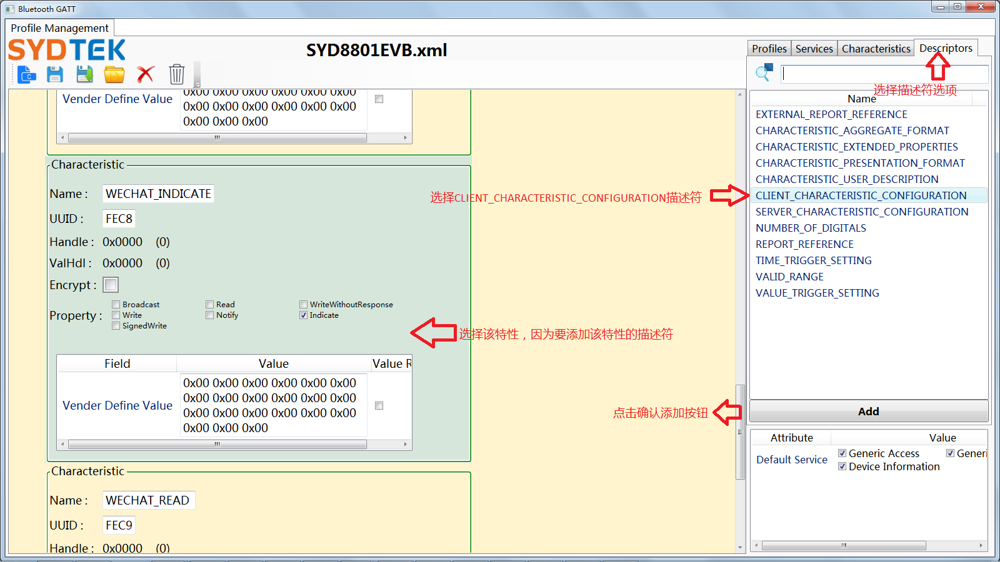 Bluetooth GATT
Profile Management
SYDTEK
SYD8801EVB.xml
Vender Define Value
0x00 0x00 0x00 0x00 0x00 0x00
0x00 0x00 0x00 0x00 0x00 0x00
0x00 0x00 0x00
Characteristic
Name : WECHAT_INDICATE
UUID : FEC8
Handle : 0x0000 (0)
ValHdl : 0x0000 (0)
Encrypt :
Property :
Broadcast Read WriteWithoutResponse
Write Notify Indicate
SignedWrite
Field Value Value R
Vender Define Value
0x00 0x00 0x00 0x00 0x00 0x00
0x00 0x00 0x00 0x00 0x00 0x00
0x00 0x00 0x00 0x00 0x00 0x00
0x00 0x00 0x00
Characteristic
Name : WECHAT_READ
UUID : FEC9
Handle : 0x0000 (0)
选择CLIENT_CHARACTERISTIC_CONFIGURATION描述符
选择该特性，因为要添加该特性的描述符
点击确认添加按钮
Profiles Services Characteristics Descriptors
选择描述符选项
Name
EXTERNAL_REPORT_REFERENCE
CHARACTERISTIC_AGGREGATE_FORMAT
CHARACTERISTIC_EXTENDED_PROPERTIES
CHARACTERISTIC_PRESENTATION_FORMAT
CHARACTERISTIC_USER_DESCRIPTION
CLIENT_CHARACTERISTIC_CONFIGURATION
SERVER_CHARACTERISTIC_CONFIGURATION
NUMBER_OF_DIGITALS
REPORT_REFERENCE
TIME_TRIGGER_SETTING
VALID_RANGE
VALUE_TRIGGER_SETTING
Add
Attribute Value
Default Service
Generic Access Generi
Device Information